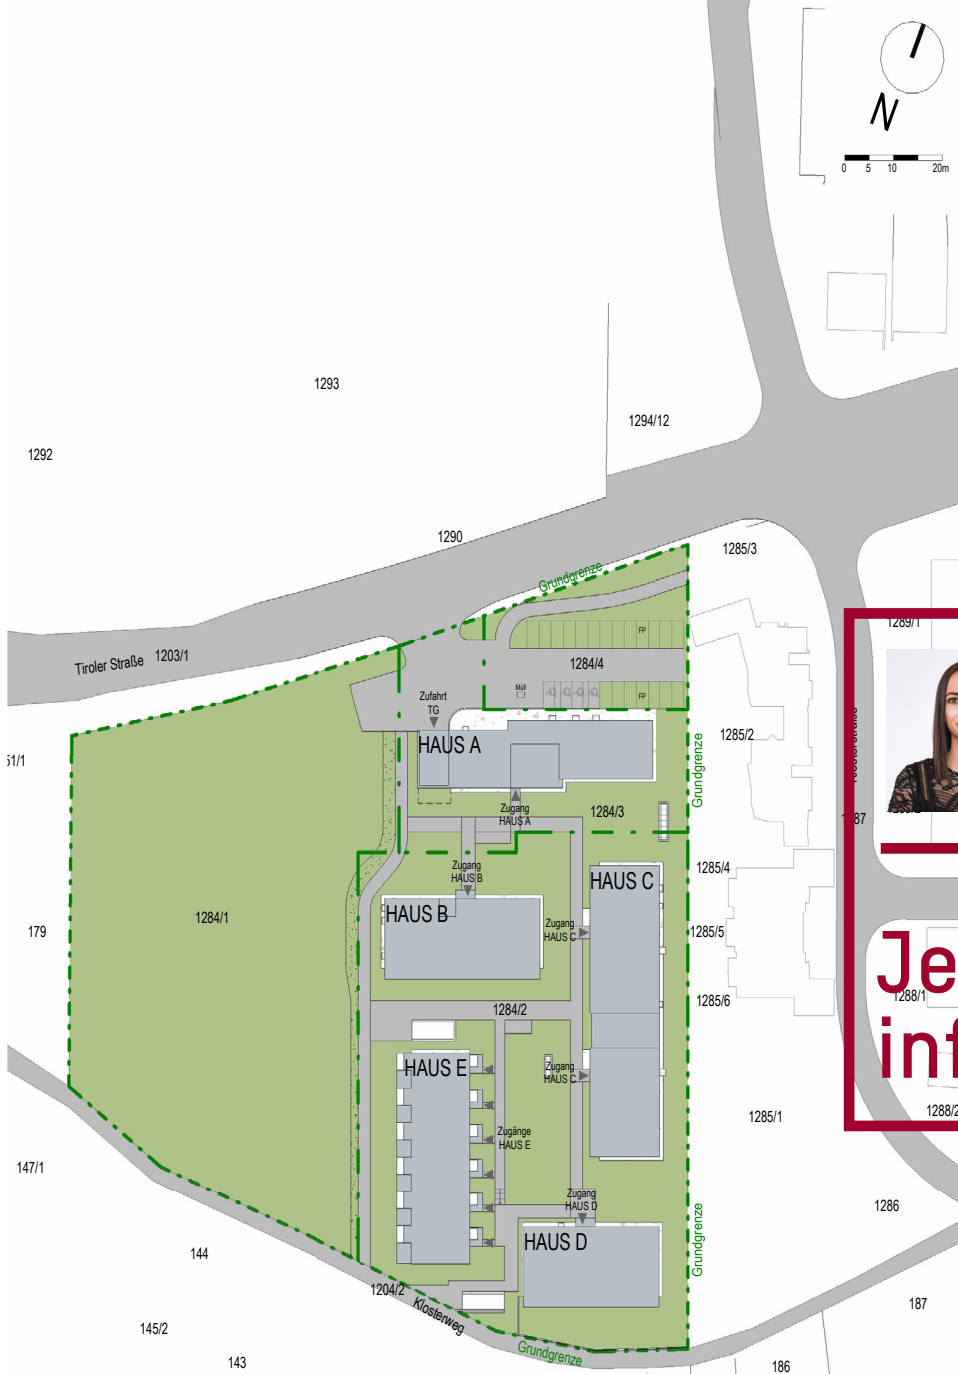 N
0 5 10 20m
1293
1294/12
1292
1290
1285/3
Grundgrenze
1289/1
FP
Tiroler Straße 1203/1
1284/4
Müll
FP
Zufahrt
TG
HAUS A
1285/2
51/1
Grundgrenze
Zugang
HAUS A
1284/3
87
Zugang
HAUS B
1285/4
HAUS C
HAUS B
1284/1
179
Zugang
HAUS C
1285/5
Je
1285/6
1288/1
1284/2
inf
HAUS E
Zugang
HAUS C
1285/1
1288/2
Zugänge
HAUS E
147/1
Zugang
HAUS D
1286
Grundgrenze
HAUS D
144
1204/2
187
Klosterweg
145/2
Grundgrenze
143
186